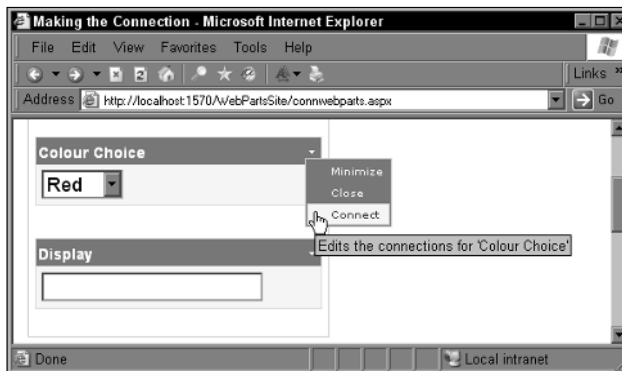 Making the Connection - Microsoft Internet Explorer
File Edit View Favorites Tools Help
Links »
Address http://localhost:1570/WebPartsSite/connwebparts.aspx Go
Colour Choice
Minimize
Red
Close
Connect
Edits the connections for 'Colour Choice'
Display
Done Local intranet